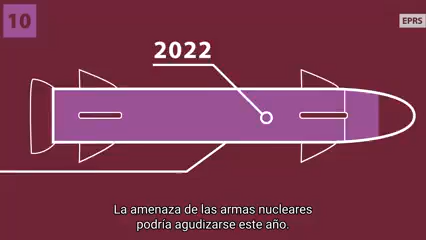 10
EPRS
2022
La amenaza de las armas nucleares
podría agudizarse este año.